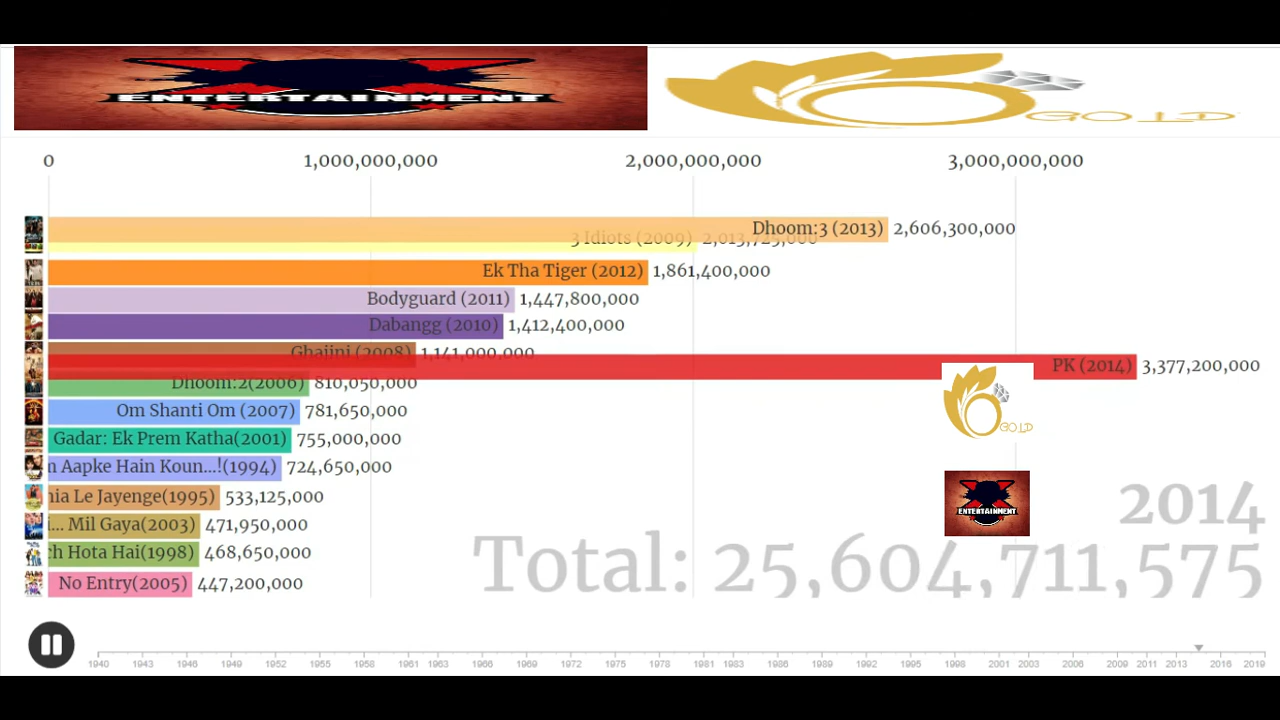 ENTERTAINMENT
GOLD
0 1,000,000,000 2,000,000,000 3,000,000,000
Dhoom:3 (2013) 2,606,300,000
3 Idiots (2009) 2,013,725,000
Ek Tha Tiger (2012) 1,861,400,000
Bodyguard (2011) 1,447,800,000
Dabangg (2010) 1,412,400,000
Ghajini (2008) 1,141,000,000
PK (2014) 3,377,200,000
Dhoom:2(2006) 810,050,000
Om Shanti Om (2007) 781,650,000
GOLD
Gadar: Ek Prem Katha(2001) 755,000,000
m Aapke Hain Koun...!(1994) 724,650,000
nia Le Jayenge(1995) 533,125,000
ENTERTAINMENT
2014
i... Mil Gaya(2003) 471,950,000
ch Hota Hai(1998) 468,650,000
Total: 25,604,711,575
No Entry(2005) 447,200,000
1940 1943 1946 1949 1952 1955 1958 1961 1963 1966 1969 1972 1975 1978 1981 1983 1986 1989 1992 1995 1998 2001 2003 2006 2009 2011 2013 2016 2019